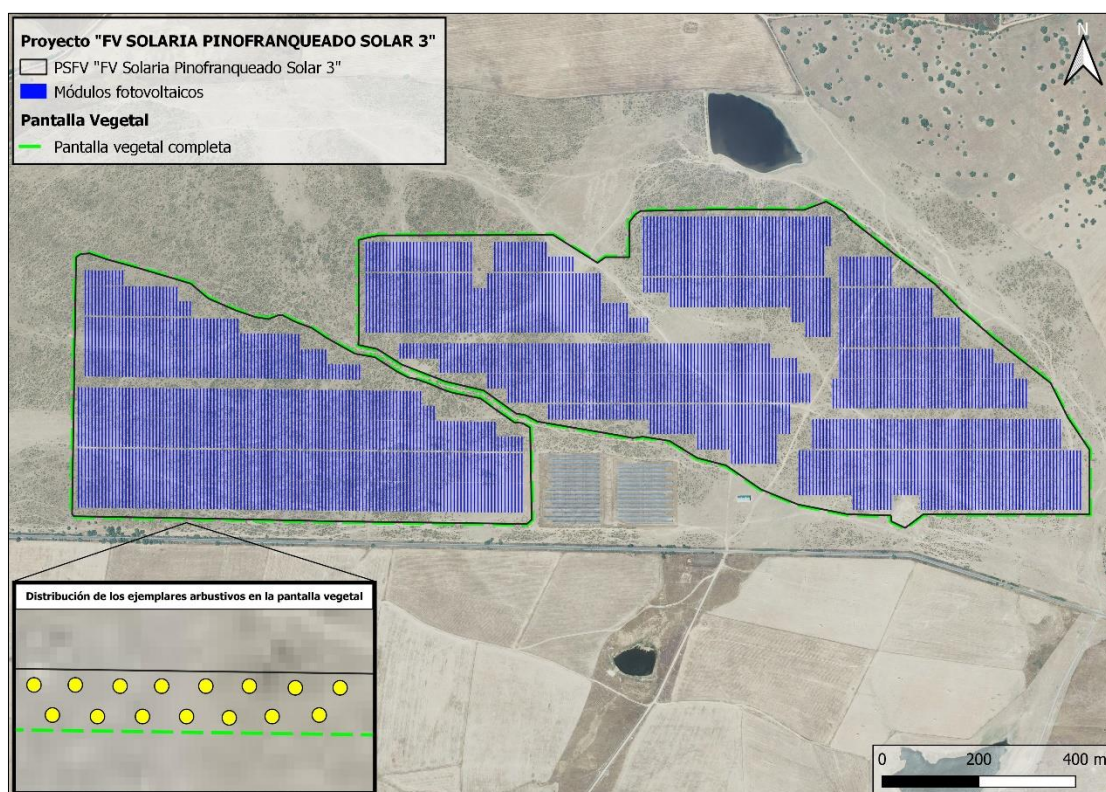 Proyecto "FV SOLARIA PINOFRANQUEADO SOLAR 3"
PSFV "FV Solaria Pinofranqueado Solar 3"
Módulos fotovoltaicos
Pantalla Vegetal
Pantalla vegetal completa
N
Distribución de los ejemplares arbustivos en la pantalla vegetal
0 200 400 m